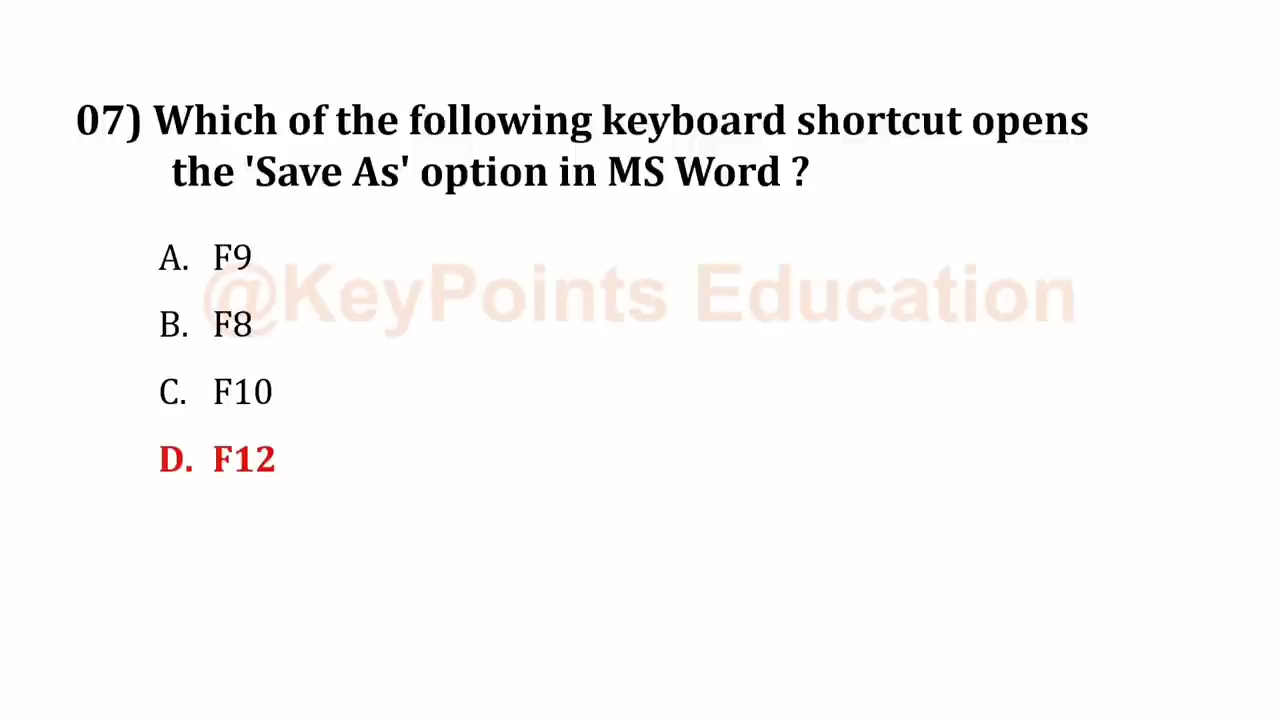 07) Which of the following keyboard shortcut opens
the 'Save As' option in MS Word ?
A. F9
@KeyPoints Education
B. F8
C. F10
D. F12